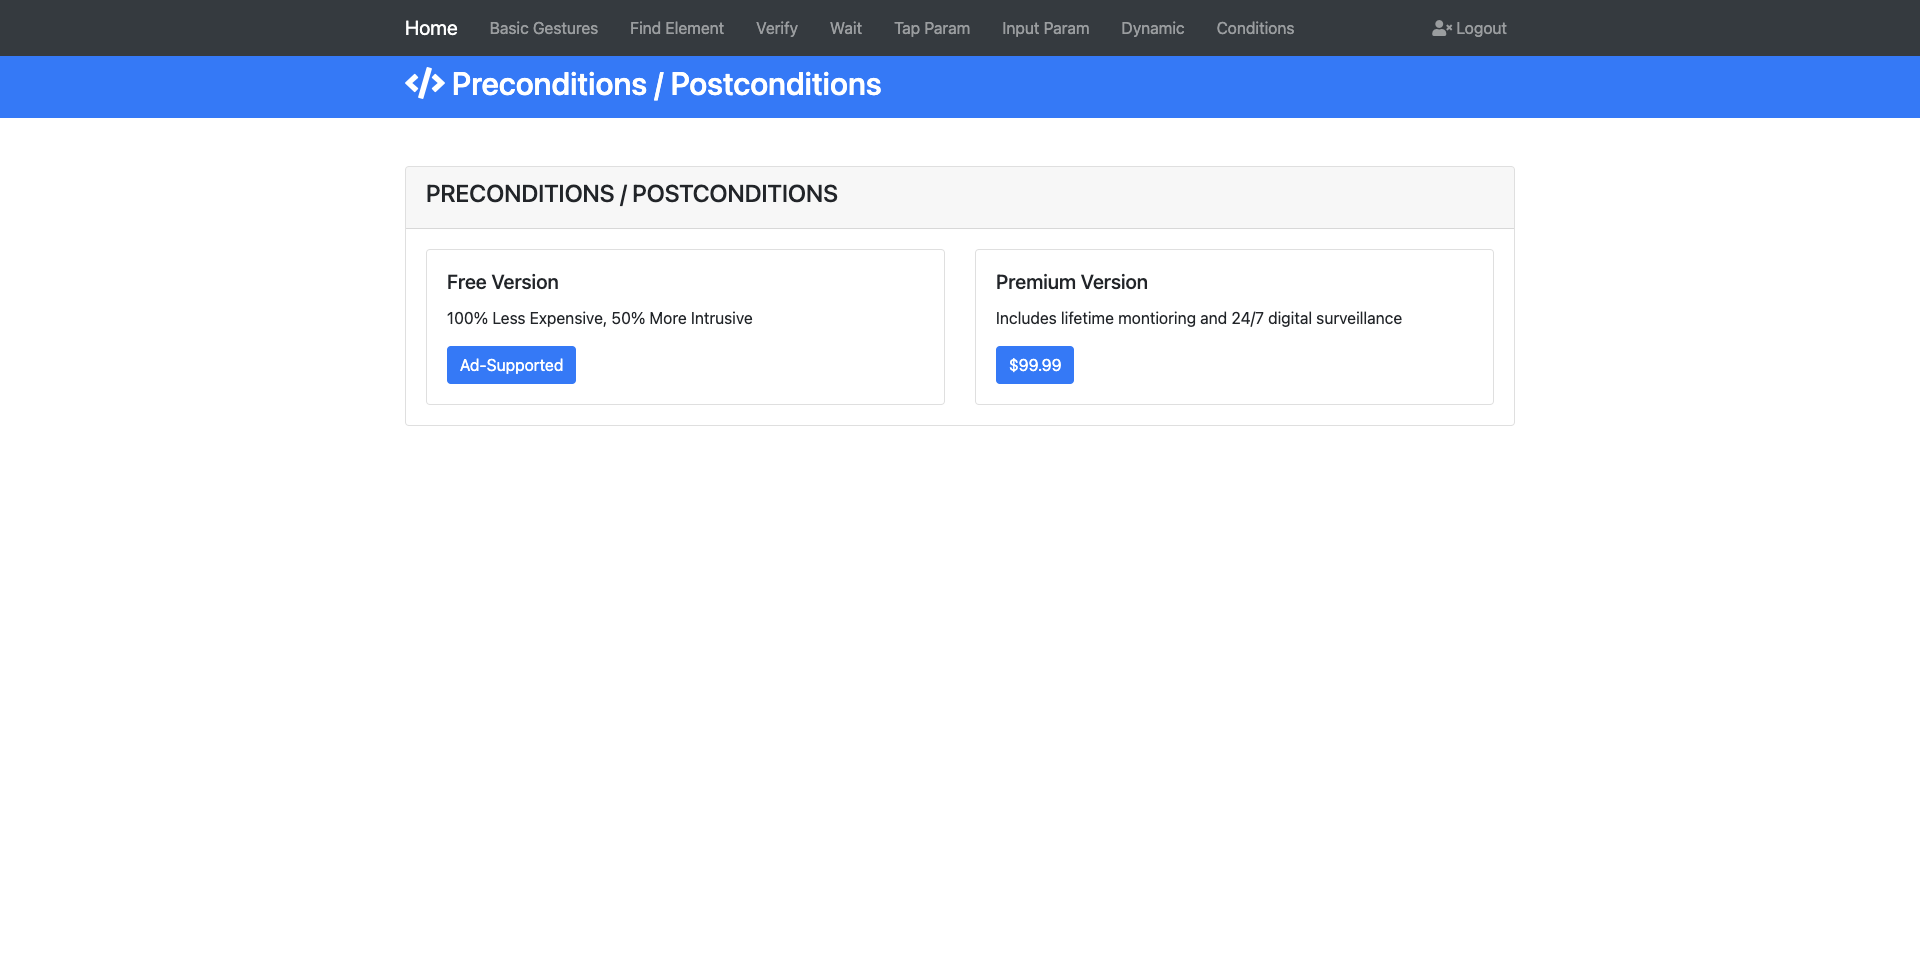 Home Basic Gestures Find Element Verify Wait Tap Param Input Param Dynamic Conditions Logout
Preconditions / Postconditions
PRECONDITIONS / POSTCONDITIONS
Free Version
100% Less Expensive, 50% More Intrusive
Ad-Supported
Premium Version
Includes lifetime montioring and 24/7 digital surveillance
$99.99